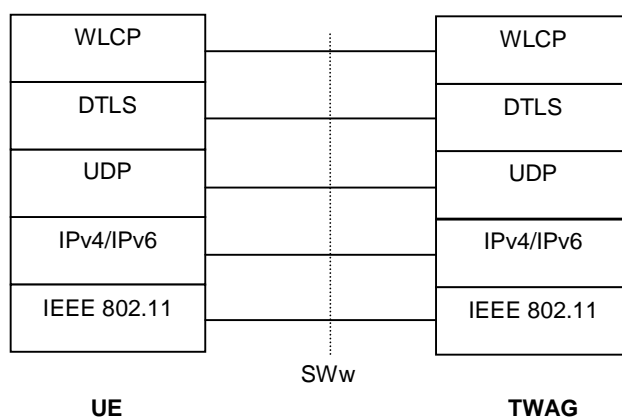 WLCP
WLCP
DTLS
DTLS
UDP
UDP
IPv4/IPv6
IPv4/IPv6
IEEE 802.11
IEEE 802.11
SWw
UE
TWAG